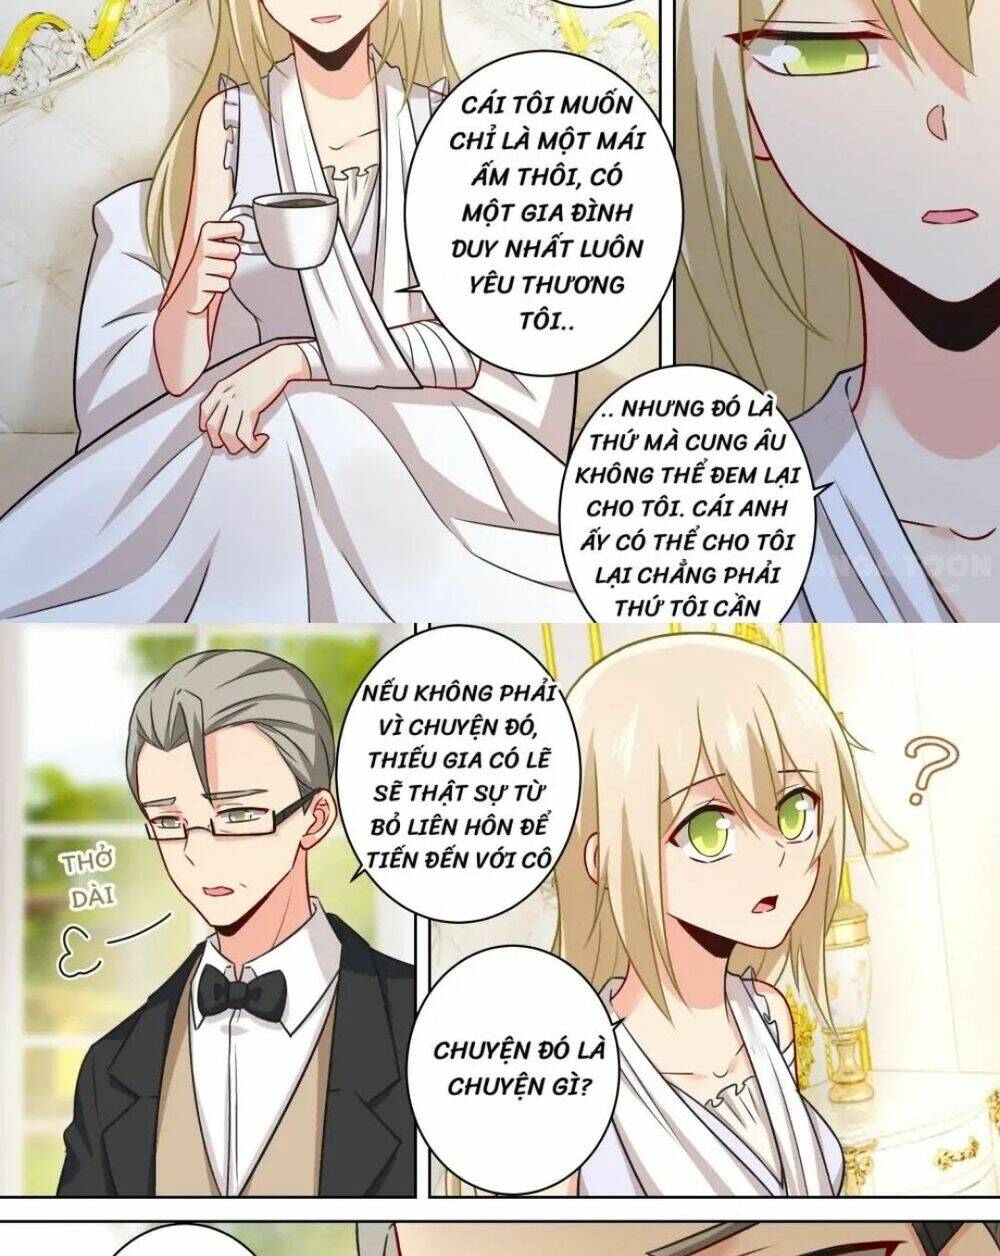 CÁI TÔI MUỐN
CHỈ LÀ MỘT MÁI
ẤM THÔI, CÓ
MỘT GIA ĐÌNH
DUY NHẤT LUÔN
YÊU THƯƠNG
TÔI..
.. NHƯNG ĐÓ LÀ
THỨ MÀ CUNG ÂU
KHÔNG THỂ ĐEM LẠI
CHO TÔI. CÁI ANH
ẤY CÓ THỂ CHO TÔI
LẠI CHẲNG PHẢI
THỨ TÔI CẦN
NẾU KHÔNG PHẢI
VÌ CHUYỆN ĐÓ,
THIẾU GIA CÓ LẼ
SẼ THẬT SỰ TỪ
BỎ LIÊN HÔN ĐỂ
TIẾN ĐẾN VỚI CÔ
THỞ
DÀI
?
CHUYỆN ĐÓ LÀ
CHUYỆN GÌ?